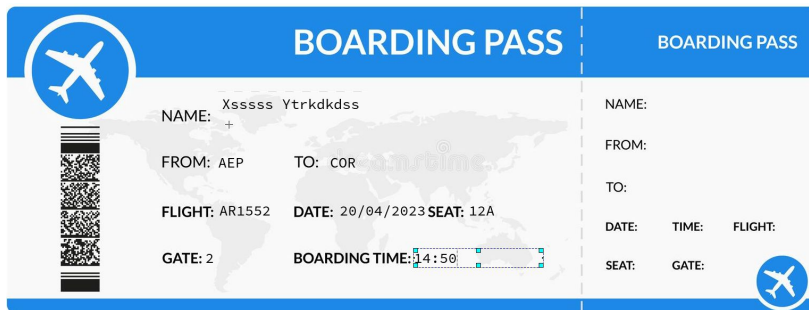 BOARDING PASS
NAME: Xsssss Ytrkdkdss
FROM: AEP TO: COR
FLIGHT: AR1552 DATE: 20/04/2023 SEAT: 12A
GATE: 2 BOARDING TIME: 14:50
BOARDING PASS
NAME:
FROM:
TO:
DATE: TIME: FLIGHT:
SEAT: GATE: